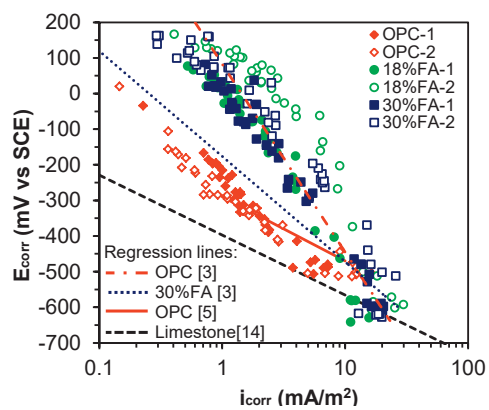 200
100
0
-100
-200
-300
-400
-500
-600
-700
E_corr (mV vs SCE)
OPC-1
OPC-2
18%FA-1
18%FA-2
30%FA-1
30%FA-2
Regression lines:
OPC [3]
30%FA [3]
OPC [5]
Limestone[14]
0.1
1
10
100
i_corr (mA/m²)